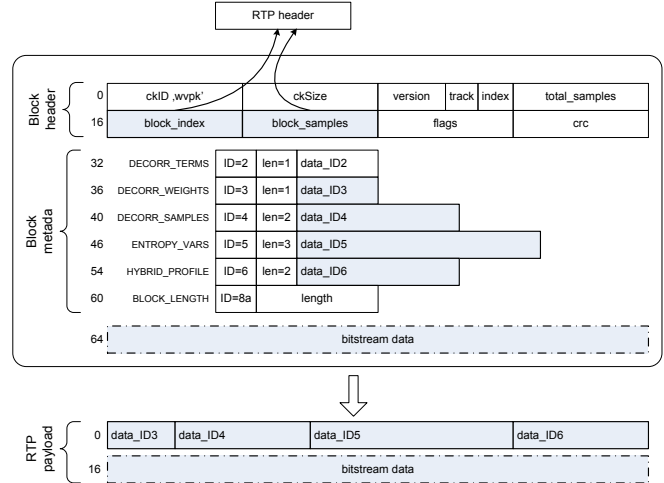 RTP header
Block header
0 ckID ‚wvpk’ ckSize version track index total_samples
16 block_index block_samples flags crc
Block metada
32 DECORR_TERMS ID=2 len=1 data_ID2
36 DECORR_WEIGHTS ID=3 len=1 data_ID3
40 DECORR_SAMPLES ID=4 len=2 data_ID4
46 ENTROPY_VARS ID=5 len=3 data_ID5
54 HYBRID_PROFILE ID=6 len=2 data_ID6
60 BLOCK_LENGTH ID=8a length
64 bitstream data
RTP payload
0 data_ID3 data_ID4 data_ID5 data_ID6
16 bitstream data